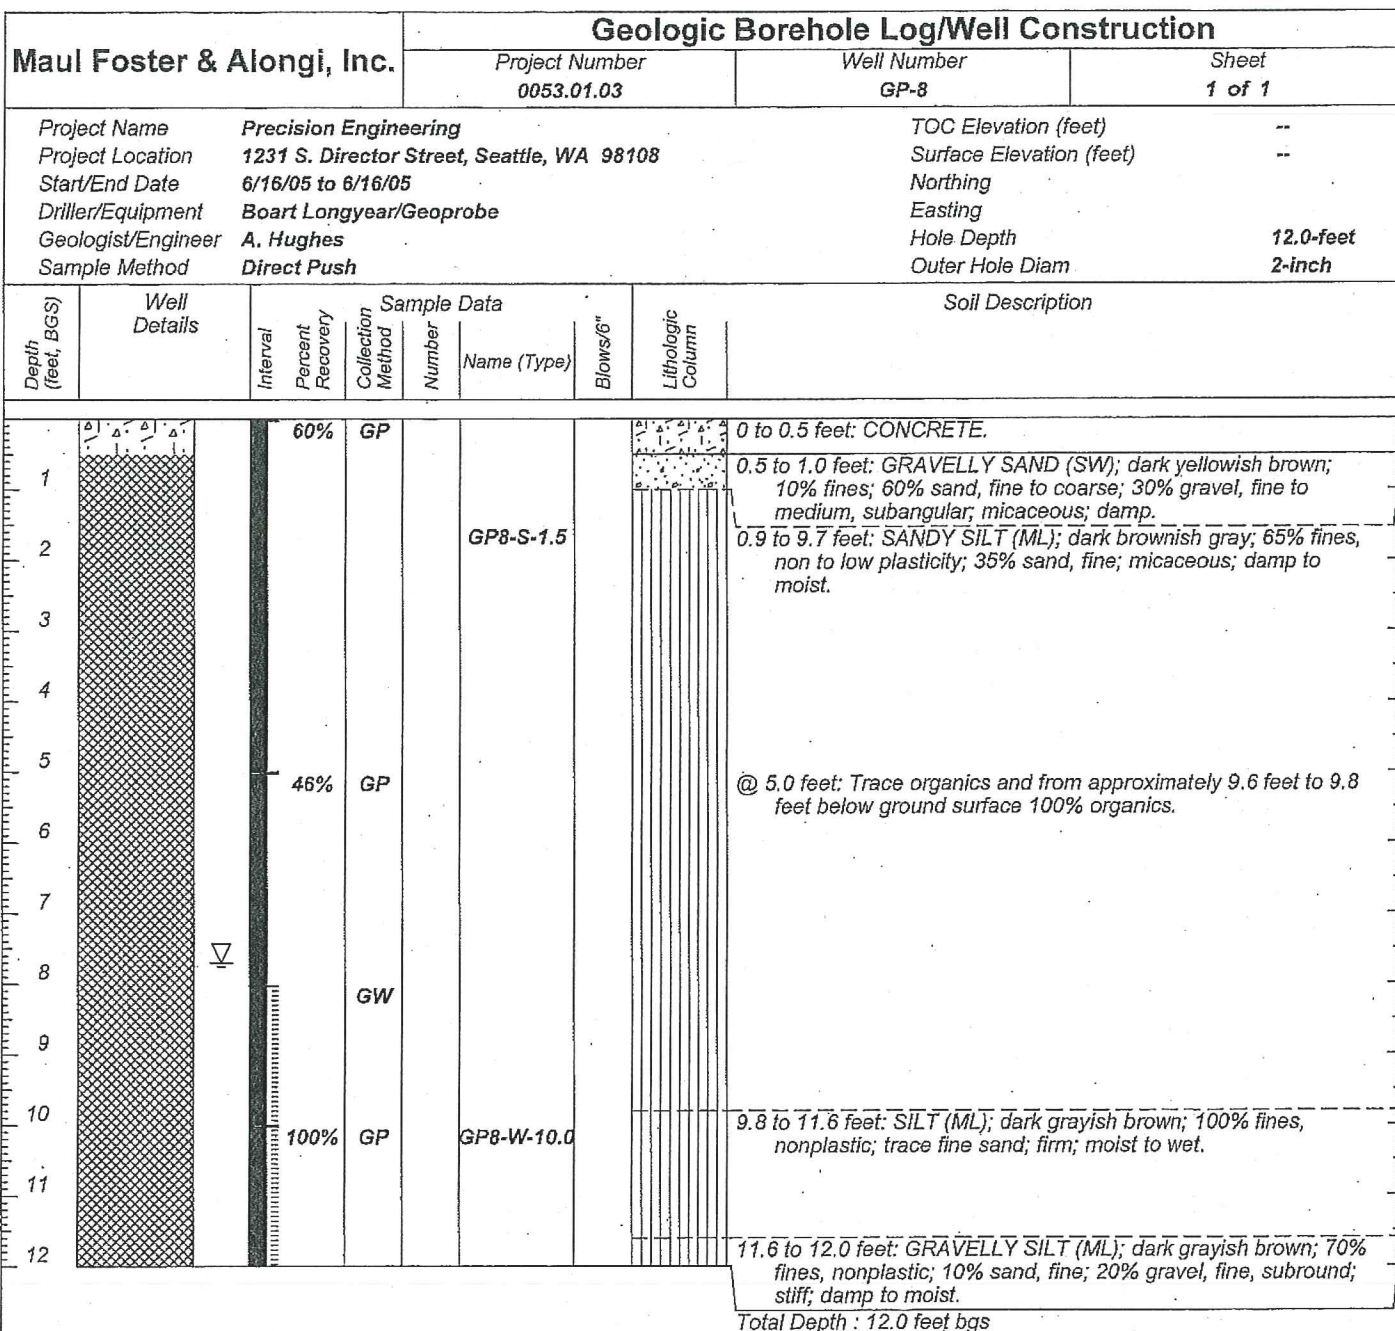 Maul Foster & Alongi, Inc.
Geologic Borehole Log/Well Construction
Project Number
0053.01.03
Well Number
GP-8
Sheet
1 of 1
Project Name Precision Engineering
Project Location 1231 S. Director Street, Seattle, WA 98108
Start/End Date 6/16/05 to 6/16/05
Driller/Equipment Boart Longyear/Geoprobe
Geologist/Engineer A. Hughes
Sample Method Direct Push
TOC Elevation (feet) --
Surface Elevation (feet) --
Northing
Easting
Hole Depth 12.0-feet
Outer Hole Diam 2-inch
Depth
(feet, BGS)
Well
Details
Sample Data
Interval
Percent
Recovery
Collection
Method
Number
Name (Type)
Blows/6"
Lithologic
Column
Soil Description
60% GP
0 to 0.5 feet: CONCRETE.
0.5 to 1.0 feet: GRAVELLY SAND (SW); dark yellowish brown;
10% fines; 60% sand, fine to coarse; 30% gravel, fine to
medium, subangular; micaceous; damp.
1
GP8-S-1.5
0.9 to 9.7 feet: SANDY SILT (ML); dark brownish gray; 65% fines,
non to low plasticity; 35% sand, fine; micaceous; damp to
moist.
2
3
4
5
46% GP
@ 5.0 feet: Trace organics and from approximately 9.6 feet to 9.8
feet below ground surface 100% organics.
6
7
8
GW
9
10
100% GP GP8-W-10.0
9.8 to 11.6 feet: SILT (ML); dark grayish brown; 100% fines,
nonplastic; trace fine sand; firm; moist to wet.
11
12
11.6 to 12.0 feet: GRAVELLY SILT (ML); dark grayish brown; 70%
fines, nonplastic; 10% sand, fine; 20% gravel, fine, subround;
stiff; damp to moist.
Total Depth : 12.0 feet bgs